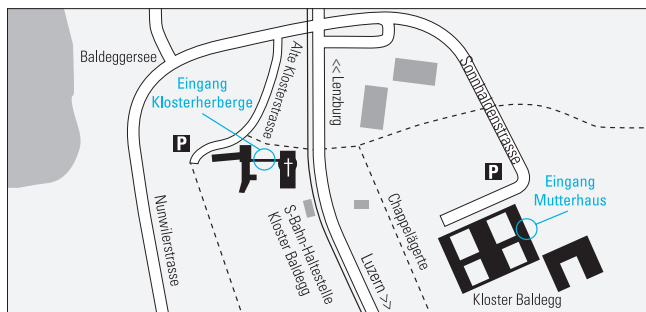 Baldeggersee
Eingang
Klosterherberge
Alte Klosterstrasse
<< Lenzburg
Sonnhaldenstrasse
P
P
Nunwilerstrasse
S-Bahn-Haltestelle
Kloster Baldegg
Luzern >>
Chappelägerte
Eingang
Mutterhaus
Kloster Baldegg